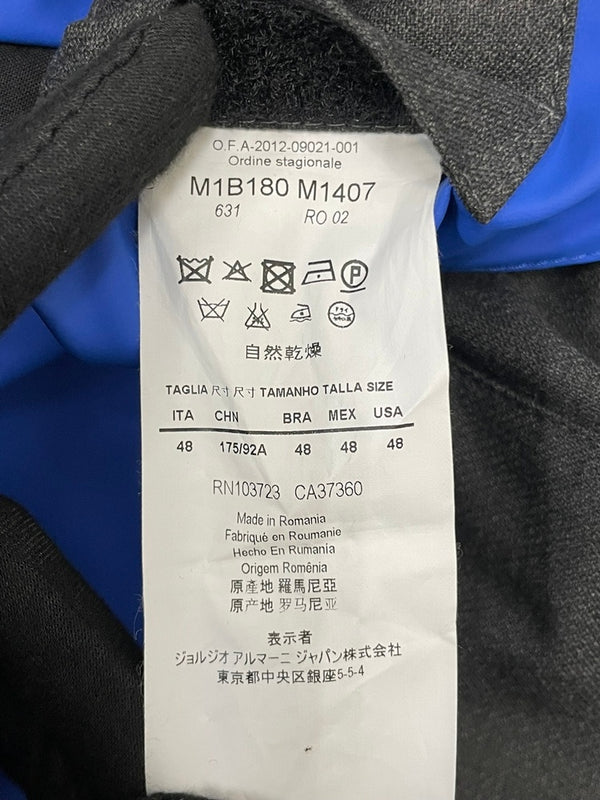 O.F.A-2012-09021-001
Ordine stagionale
M1B180 M1407
631 RO 02
P
自然乾燥
TAGLIA 尺寸 尺寸 TAMANHO TALLA SIZE
ITA CHN BRA MEX USA
48 175/92A 48 48 48
RN103723 CA37360
Made in Romania
Fabriqué en Roumanie
Hecho En Rumania
Origem Romênia
原產地 羅馬尼亞
原产地 罗马尼亚
表示者
ジョルジオ アルマーニ ジャパン株式会社
東京都中央区銀座5-5-4